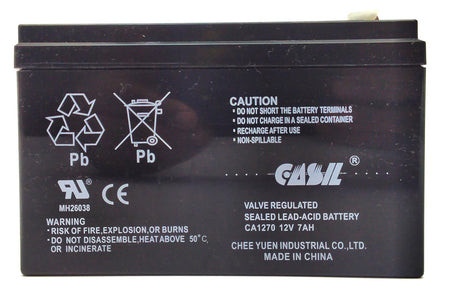 CAUTION
• DO NOT SHORT THE BATTERY TERMINALS
• DO NOT CHARGE IN A SEALED CONTAINER
• RECHARGE AFTER USE
• NON-SPILLABLE
Pb Pb
CASIL ®
RU ® CE
MH26038
VALVE REGULATED
SEALED LEAD-ACID BATTERY
CA1270 12V 7AH
WARNING
• RISK OF FIRE,EXPLOSION,OR BURNS
• DO NOT DISASSEMBLE,HEAT ABOVE 50°C,
OR INCINERATE
CHEE YUEN INDUSTRIAL CO.,LTD.
MADE IN CHINA